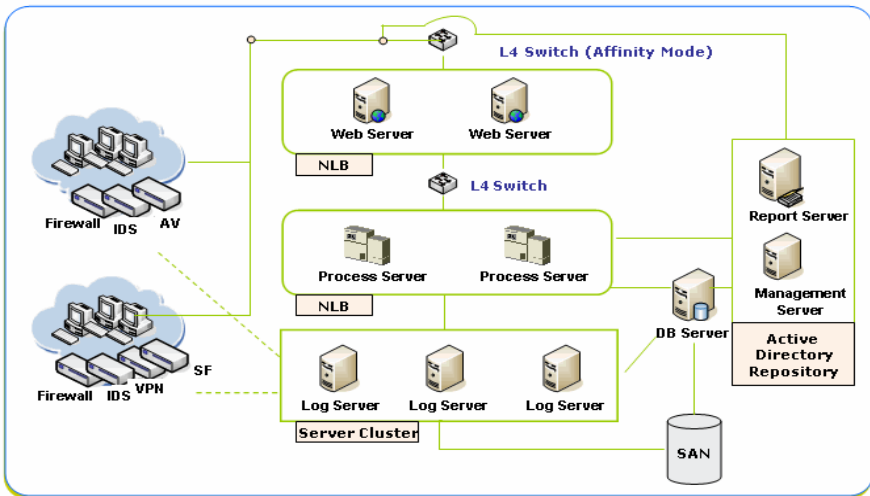 L4 Switch (Affinity Mode)
Web Server
Web Server
NLB
L4 Switch
Firewall
IDS
AV
Process Server
Process Server
NLB
Report Server
Management
Server
Active
Directory
Repository
DB Server
Firewall
IDS
VPN
SF
Log Server
Log Server
Log Server
Server Cluster
SAN